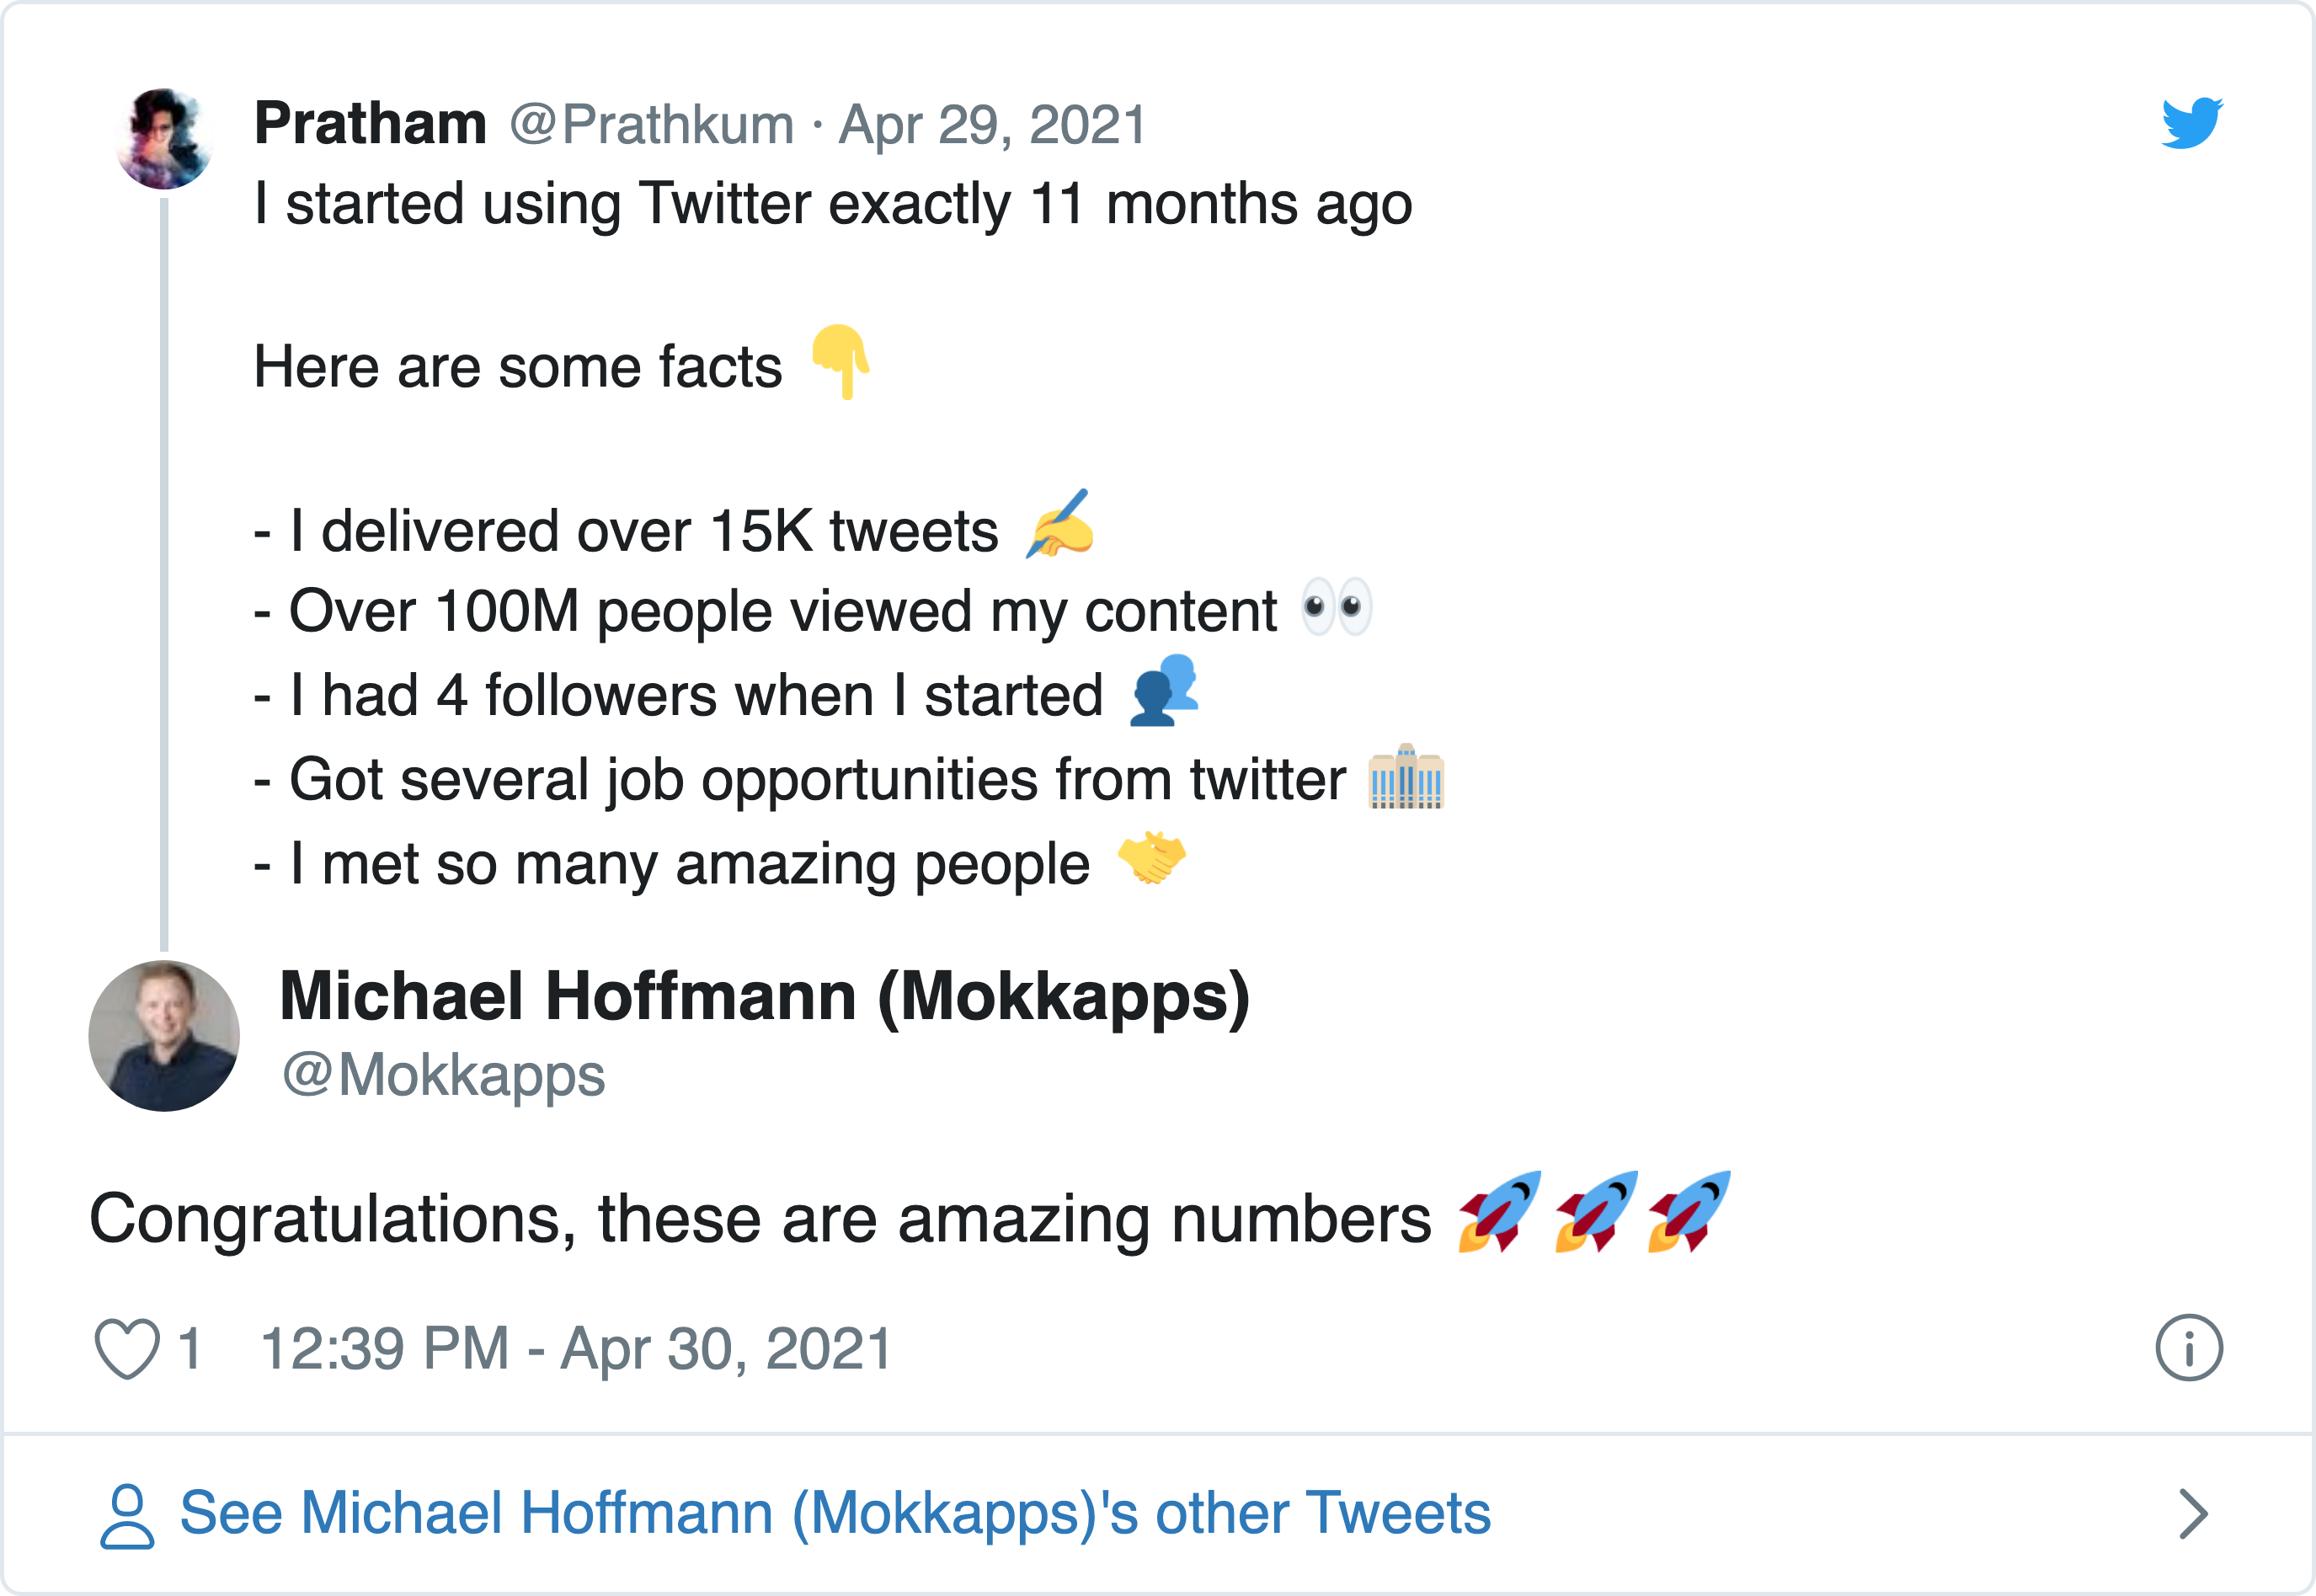 Pratham @Prathkum · Apr 29, 2021
I started using Twitter exactly 11 months ago
Here are some facts 👇
- I delivered over 15K tweets ✍️
- Over 100M people viewed my content 👀
- I had 4 followers when I started 👥
- Got several job opportunities from twitter 🏙️
- I met so many amazing people 🤝
Michael Hoffmann (Mokkapps)
@Mokkapps
Congratulations, these are amazing numbers 🚀🚀🚀
1 12:39 PM - Apr 30, 2021
See Michael Hoffmann (Mokkapps)'s other Tweets